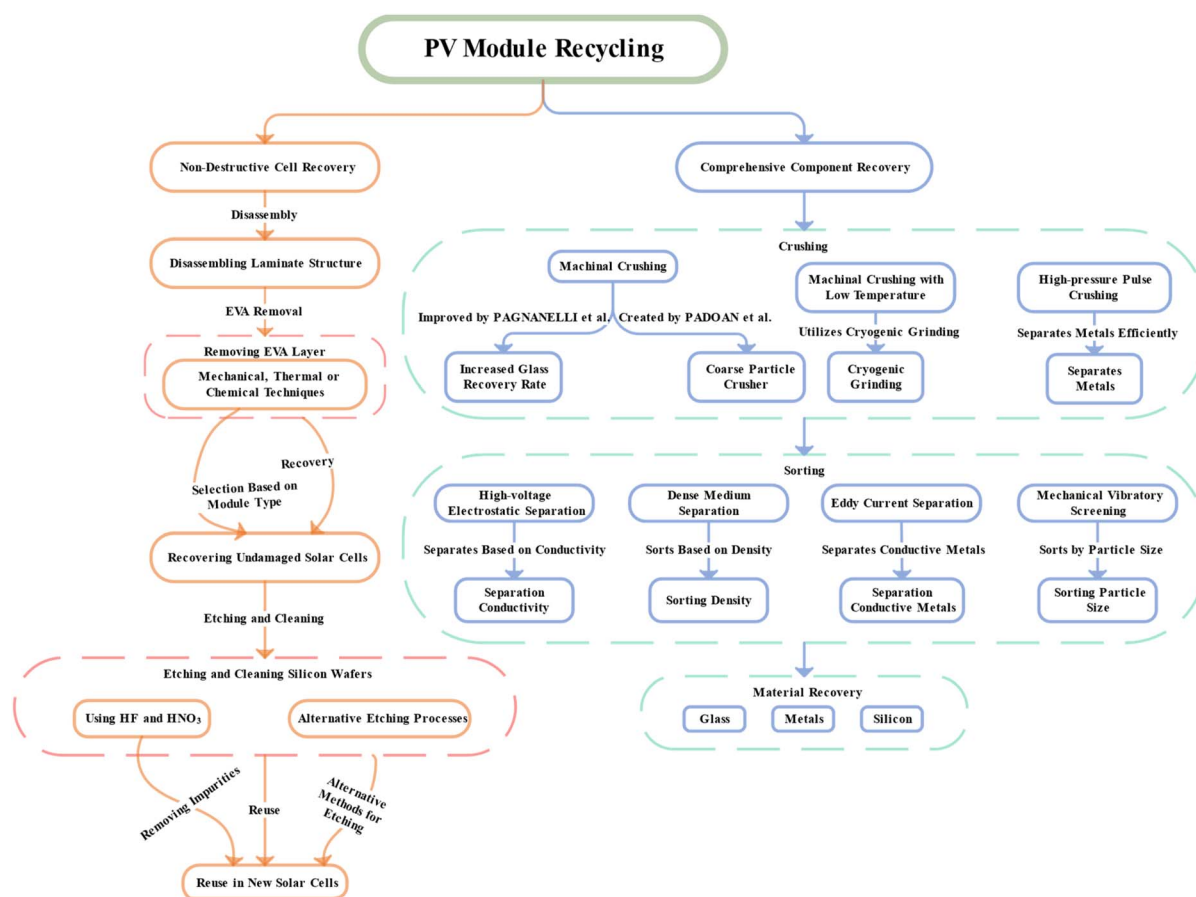 PV Module Recycling
Non-Destructive Cell Recovery
Disassembly
Disassembling Laminate Structure
EVA Removal
Removing EVA Layer
Mechanical, Thermal or
Chemical Techniques
Recovery
Selection Based on
Module Type
Recovering Undamaged Solar Cells
Etching and Cleaning
Etching and Cleaning Silicon Wafers
Using HF and HNO₃
Alternative Etching Processes
Removing Impurities
Reuse
Alternative
Methods for
Etching
Reuse in New Solar Cells
Comprehensive Component Recovery
Crushing
Machinal Crushing
Improved by PAGNANELLI et al.
Created by PADOAN et al.
Increased Glass
Recovery Rate
Coarse Particle
Crusher
Machinal Crushing with
Low Temperature
Utilizes Cryogenic Grinding
Cryogenic
Grinding
High-pressure Pulse
Crushing
Separates Metals Efficiently
Separates
Metals
Sorting
High-voltage
Electrostatic Separation
Separates Based on Conductivity
Separation
Conductivity
Dense Medium
Separation
Sorts Based on Density
Sorting Density
Eddy Current Separation
Separates Conductive Metals
Separation
Conductive Metals
Mechanical Vibratory
Screening
Sorts by Particle Size
Sorting Particle
Size
Material Recovery
Glass
Metals
Silicon